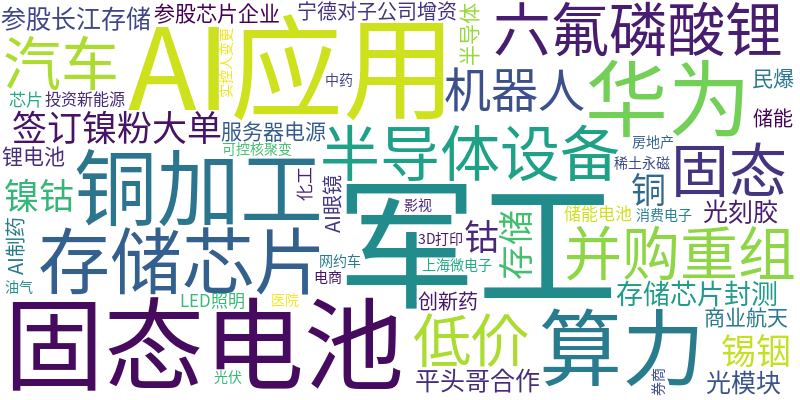 参股长江存储
参股芯片企业
实控人变更
宁德对子公司增资
半导体
六氟磷酸锂
汽车
AI应用
中药
机器人
华为
民爆
芯片
投资新能源
储能
签订镍粉大单
服务器电源
半导体设备
房地产
固态
锂电池
可控核聚变
稀土永磁
镍钴
铜加工
化工
AI眼镜
军工
影视
铜
光刻胶
储能电池
消费电子
AI制药
存储芯片
3D打印
钴
存储
并购重组
网约车
上海微电子
油气
电商
LED照明
医院
创新药
存储芯片封测
固态电池
低价
算力
商业航天
锡铟
光伏
平头哥合作
券商
光模块